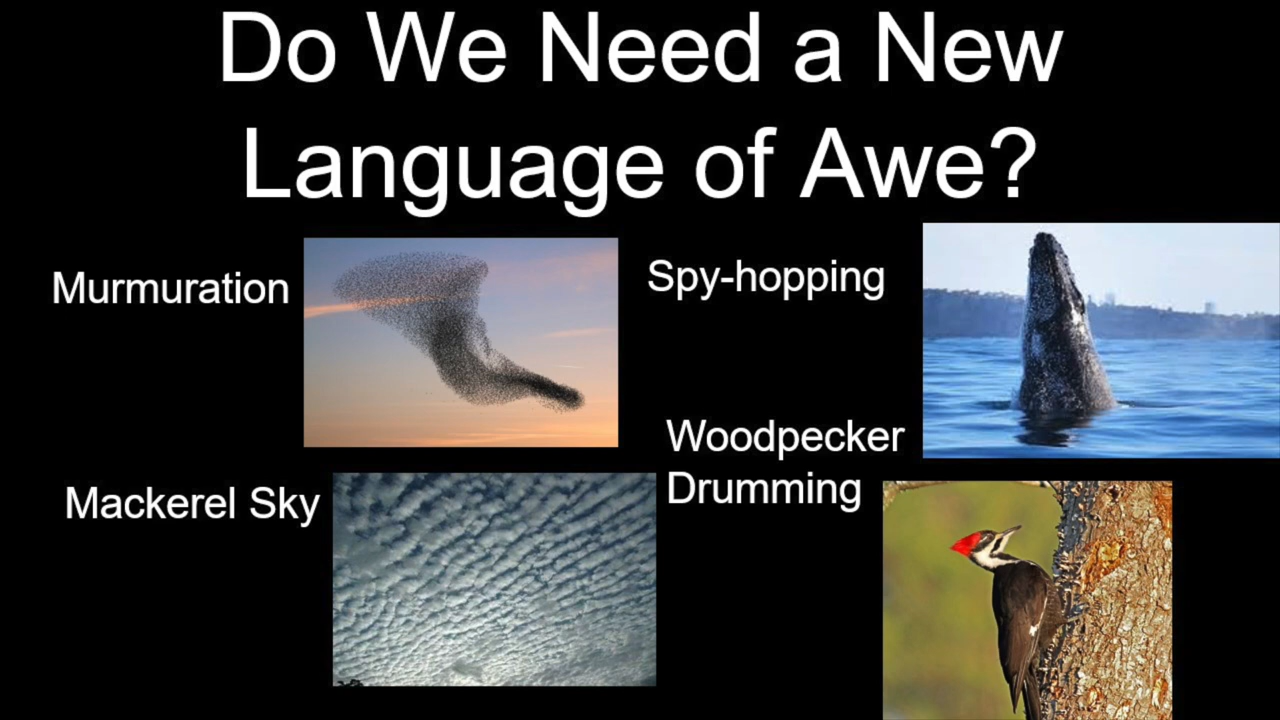 Do We Need a New
Language of Awe?
Murmuration
Spy-hopping
Mackerel Sky
Woodpecker
Drumming